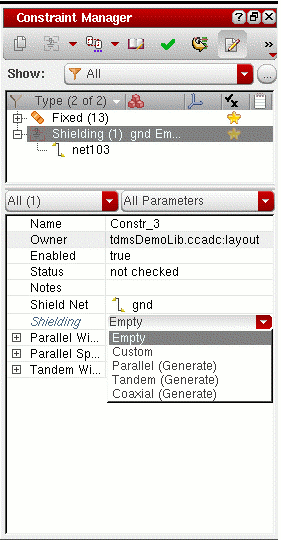 Constraint Manager
Show: All
Type (2 of 2)
Fixed (13)
Shielding (1) gnd Em...
net103
All (1) All Parameters
Name Constr_3
Owner tdmsDemoLib.ccadc:layout
Enabled true
Status not checked
Notes
Shield Net gnd
Shielding Empty
Parallel Wi... Empty
Custom
Parallel Sp... Parallel (Generate)
Tandem Wi... Tandem (Generate)
Coaxial (Generate)